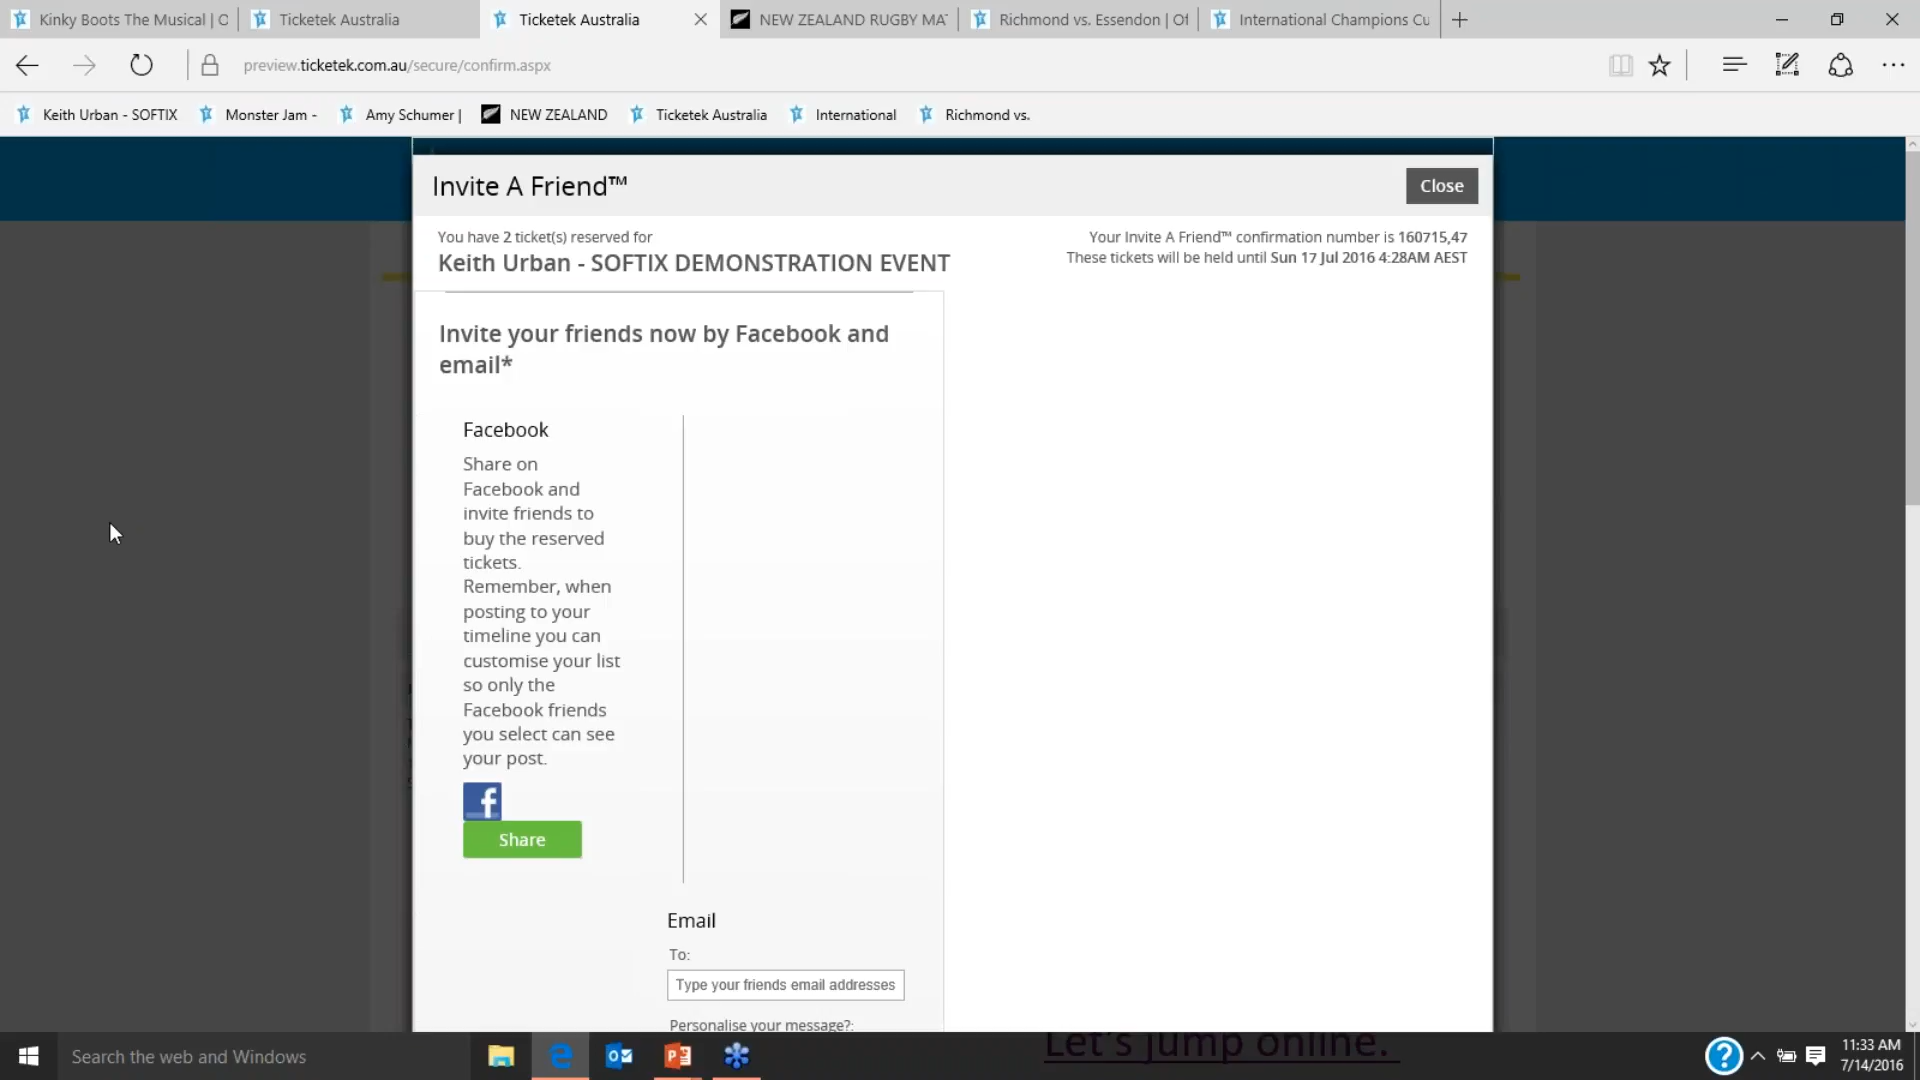 Kinky Boots The Musical | O
Ticketek Australia
Ticketek Australia
NEW ZEALAND RUGBY MA
Richmond vs. Essendon | Of
International Champions Cu
preview.ticketek.com.au/secure/confirm.aspx
Keith Urban - SOFTIX
Monster Jam -
Amy Schumer |
NEW ZEALAND
Ticketek Australia
International
Richmond vs.
Invite A Friend™
Close
You have 2 ticket(s) reserved for
Keith Urban - SOFTIX DEMONSTRATION EVENT
Your Invite A Friend™ confirmation number is 160715,47
These tickets will be held until Sun 17 Jul 2016 4:28AM AEST
Invite your friends now by Facebook and
email*
Facebook
Share on
Facebook and
invite friends to
buy the reserved
tickets.
Remember, when
posting to your
timeline you can
customise your list
so only the
Facebook friends
you select can see
your post.
Share
Email
To:
Type your friends email addresses
Personalise your message?:
Let's jump online.
Search the web and Windows
11:33 AM
7/14/2016